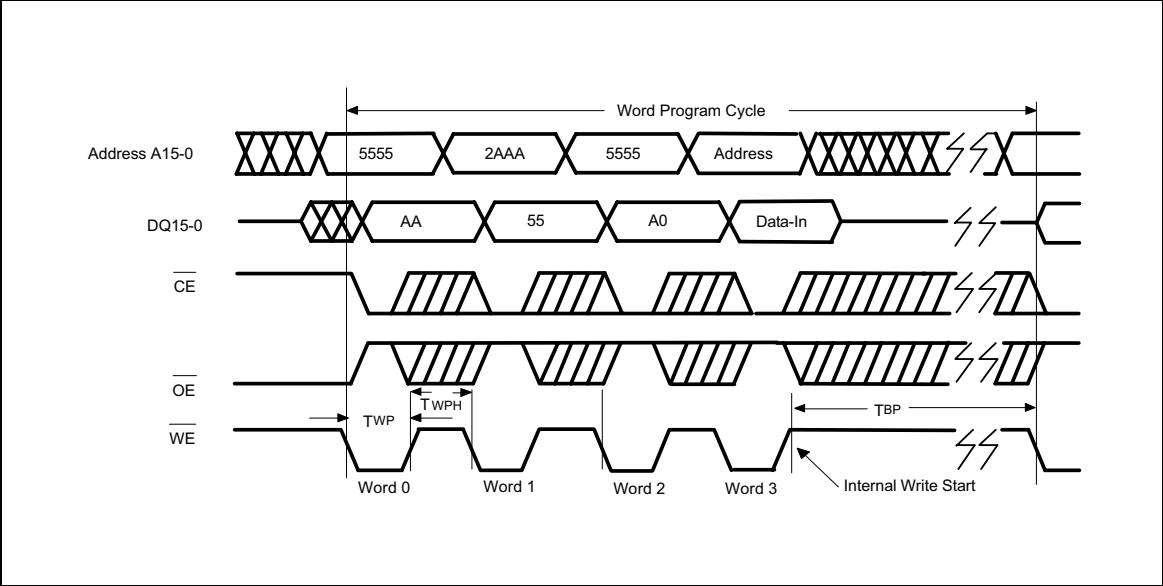 Word Program Cycle
Address A15-0 5555 2AAA 5555 Address
DQ15-0 AA 55 A0 Data-In
CE
OE
TWP TWPH TBP
WE
Word 0 Word 1 Word 2 Word 3 Internal Write Start